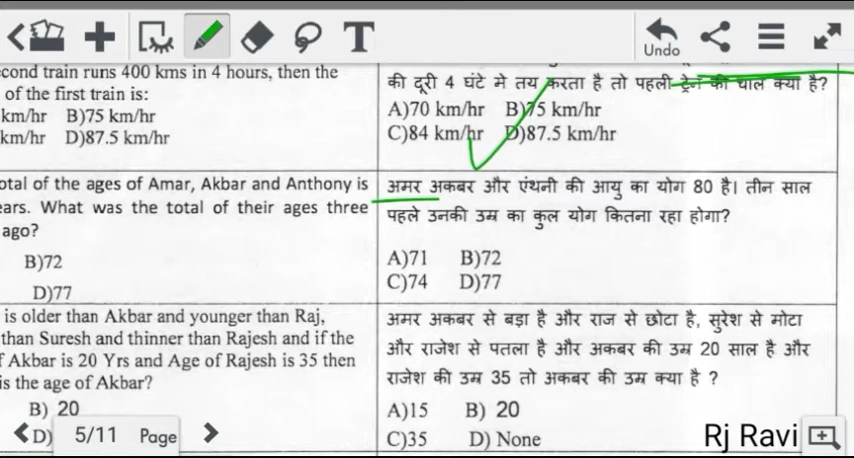 T
Undo
cond train runs 400 kms in 4 hours, then the
of the first train is:
km/hr B)75 km/hr
km/hr D)87.5 km/hr
की दूरी 4 घंटे मे तय करता है तो पहली ट्रेन की चाल क्या है?
A)70 km/hr B)75 km/hr
C)84 km/hr D)87.5 km/hr
otal of the ages of Amar, Akbar and Anthony is
ears. What was the total of their ages three
ago?
B)72
D)77
अमर अकबर और एंथनी की आयु का योग 80 है। तीन साल
पहले उनकी उम्र का कुल योग कितना रहा होगा?
A)71 B)72
C)74 D)77
is older than Akbar and younger than Raj,
than Suresh and thinner than Rajesh and if the
f Akbar is 20 Yrs and Age of Rajesh is 35 then
is the age of Akbar?
B) 20
D)
अमर अकबर से बड़ा है और राज से छोटा है, सुरेश से मोटा
और राजेश से पतला है और अकबर की उम्र 20 साल है और
राजेश की उम्र 35 तो अकबर की उम्र क्या है ?
A)15 B) 20
C)35 D) None
5/11 Page
Rj Ravi